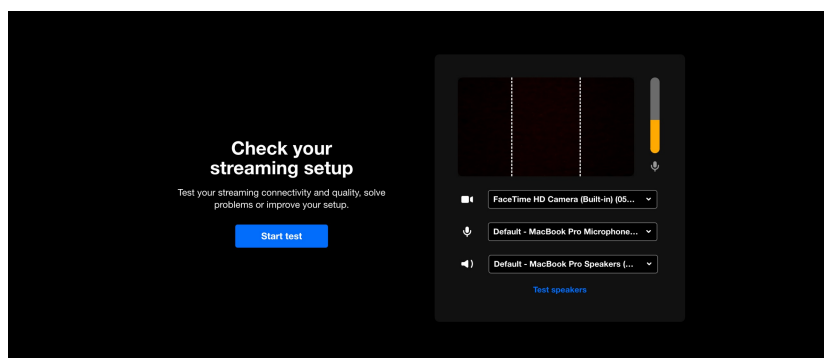 Check your
streaming setup
Test your streaming connectivity and quality, solve
problems or improve your setup.
Start test
FaceTime HD Camera (Built-in) (05...
Default - MacBook Pro Microphone...
Default - MacBook Pro Speakers (...
Test speakers